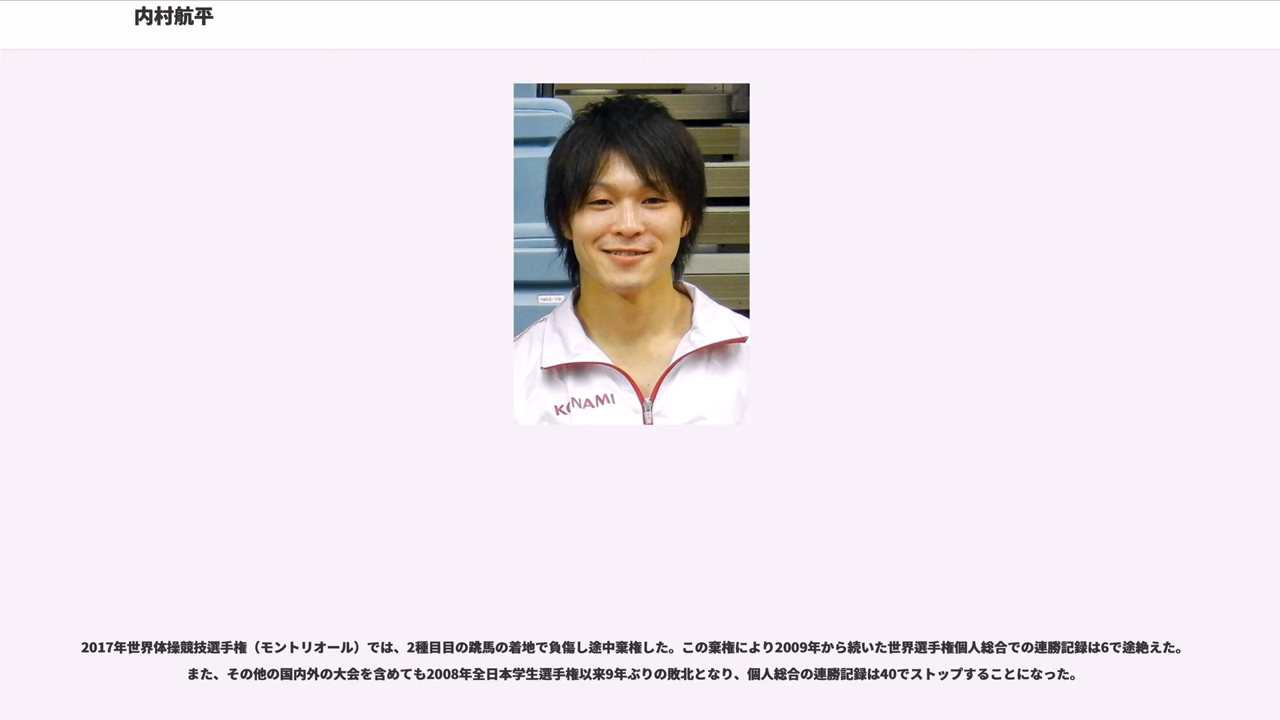 内村航平
KONAMI
2017年世界体操競技選手権（モントリオール）では、2種目目の跳馬の着地で負傷し途中棄権した。この棄権により2009年から続いた世界選手権個人総合での連勝記録は6で途絶えた。
また、その他の国内外の大会を含めても2008年全日本学生選手権以来9年ぶりの敗北となり、個人総合の連勝記録は40でストップすることになった。